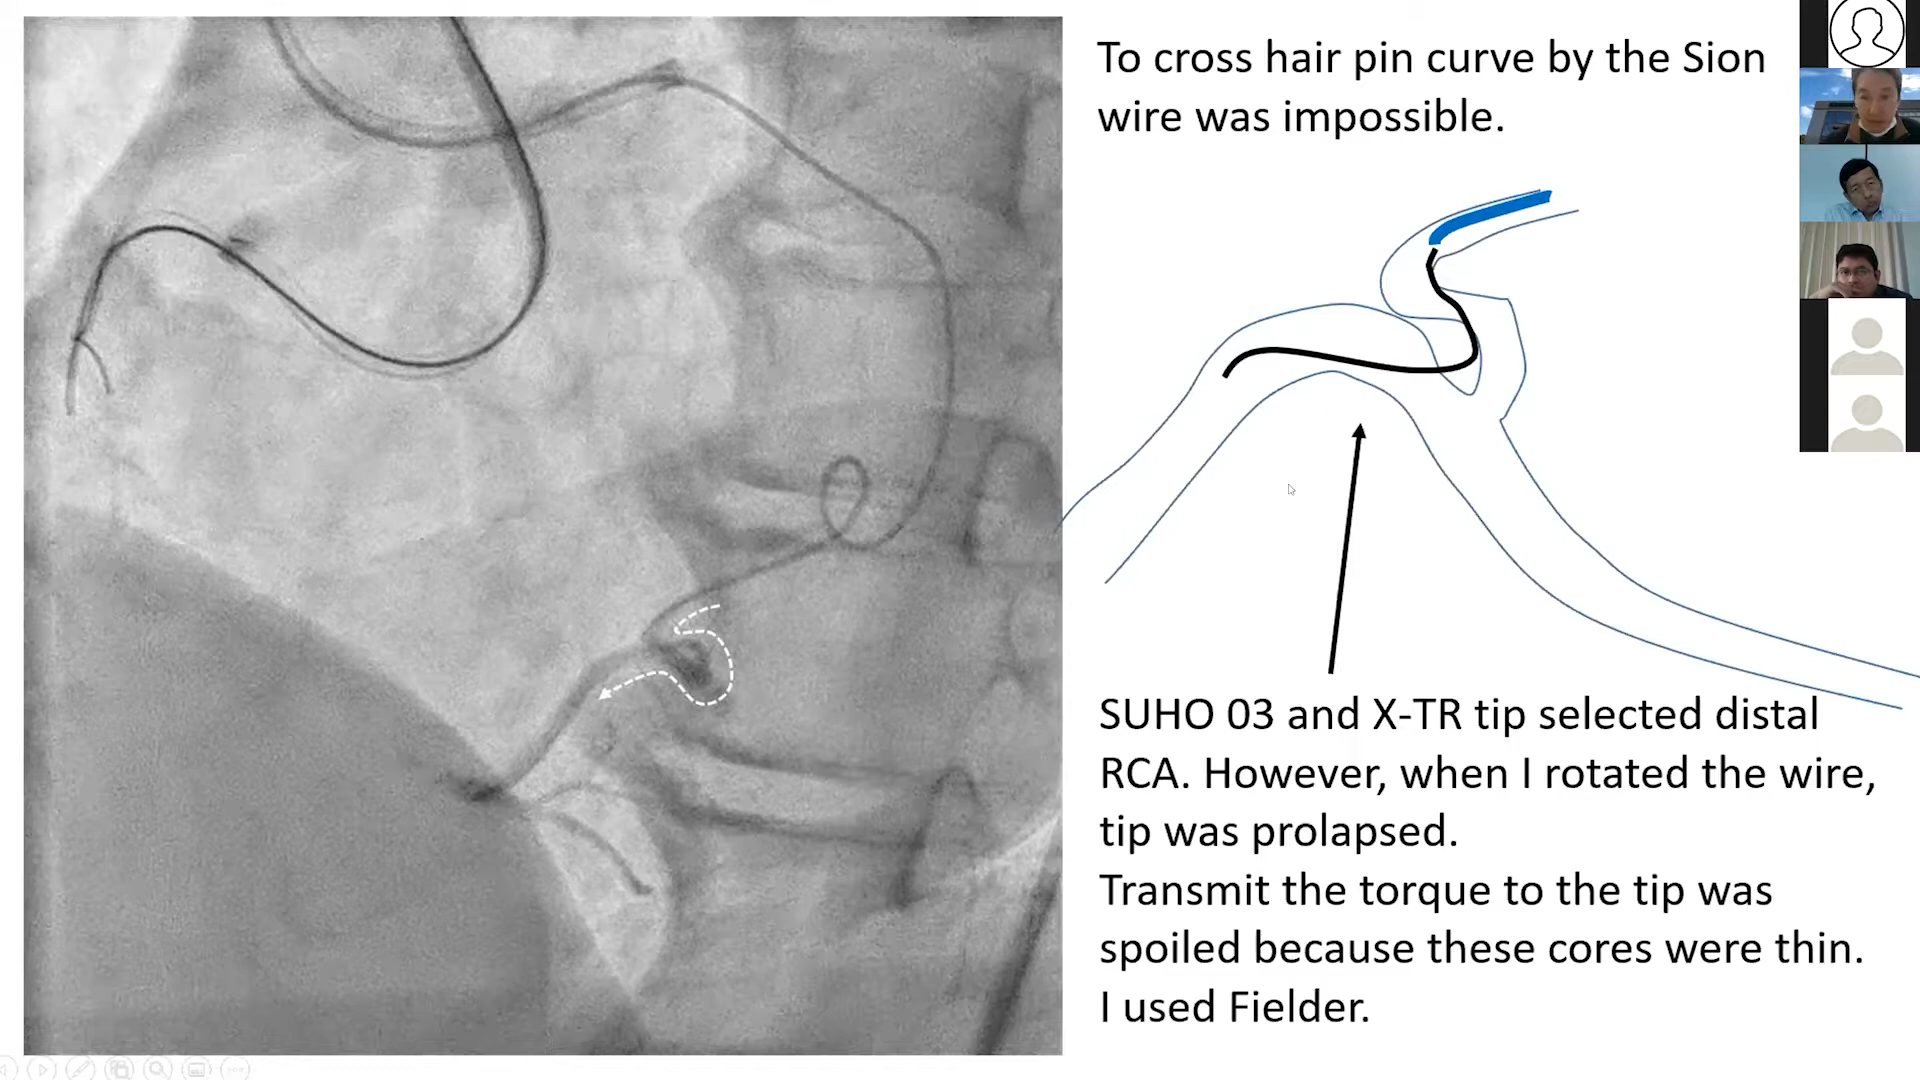 To cross hair pin curve by the Sion
wire was impossible.
SUHO 03 and X-TR tip selected distal
RCA. However, when I rotated the wire,
tip was prolapsed.
Transmit the torque to the tip was
spoiled because these cores were thin.
I used Fielder.